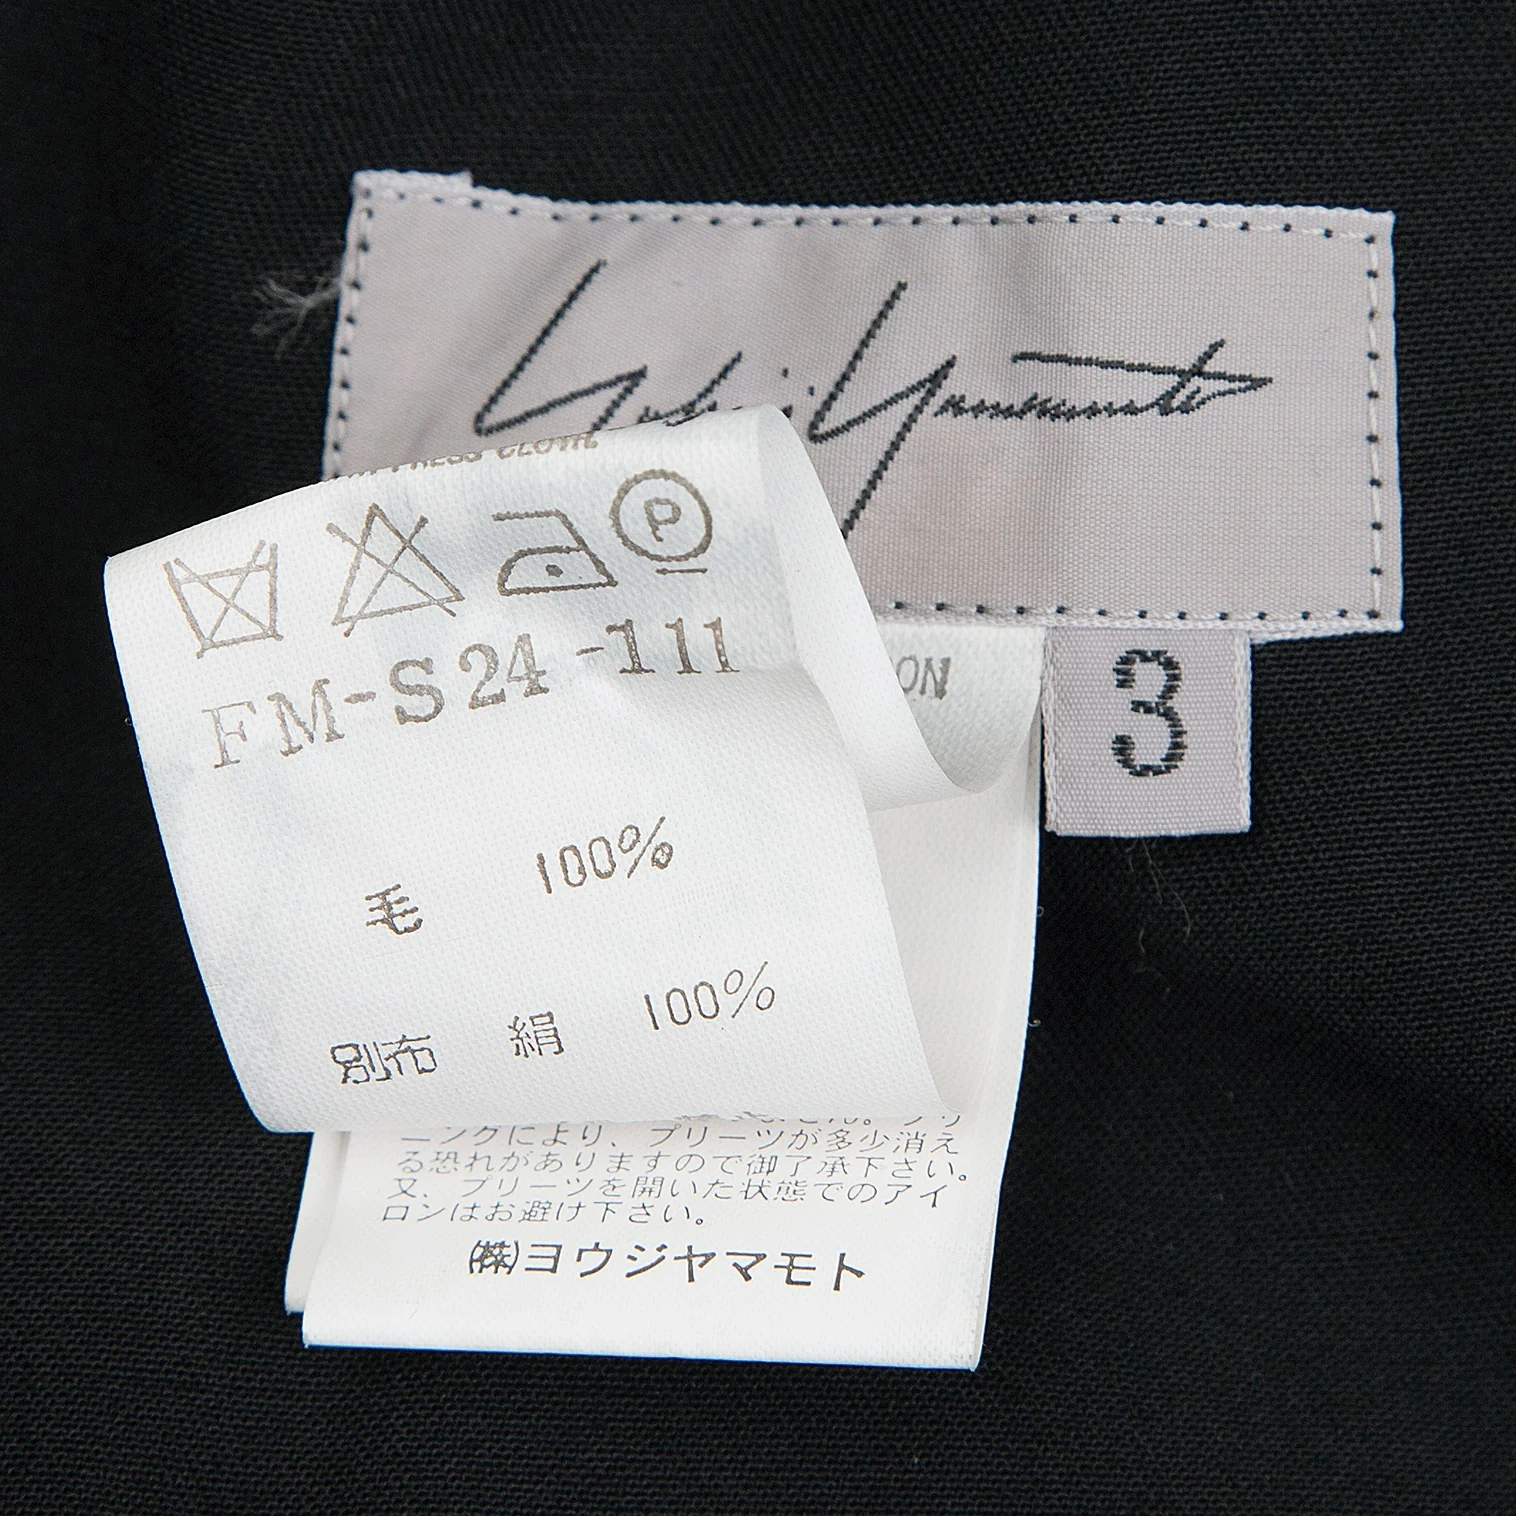 Yohji Yamamoto
PRESS CLOTH
P
FM-S24-111
ON
3
毛 100%
別布 絹 100%
ーングにより、プリーツが多少消え
る恐れがありますので御了承下さい。
又、プリーツを開いた状態でのアイ
ロンはお避け下さい。
(株)ヨウジヤマモト